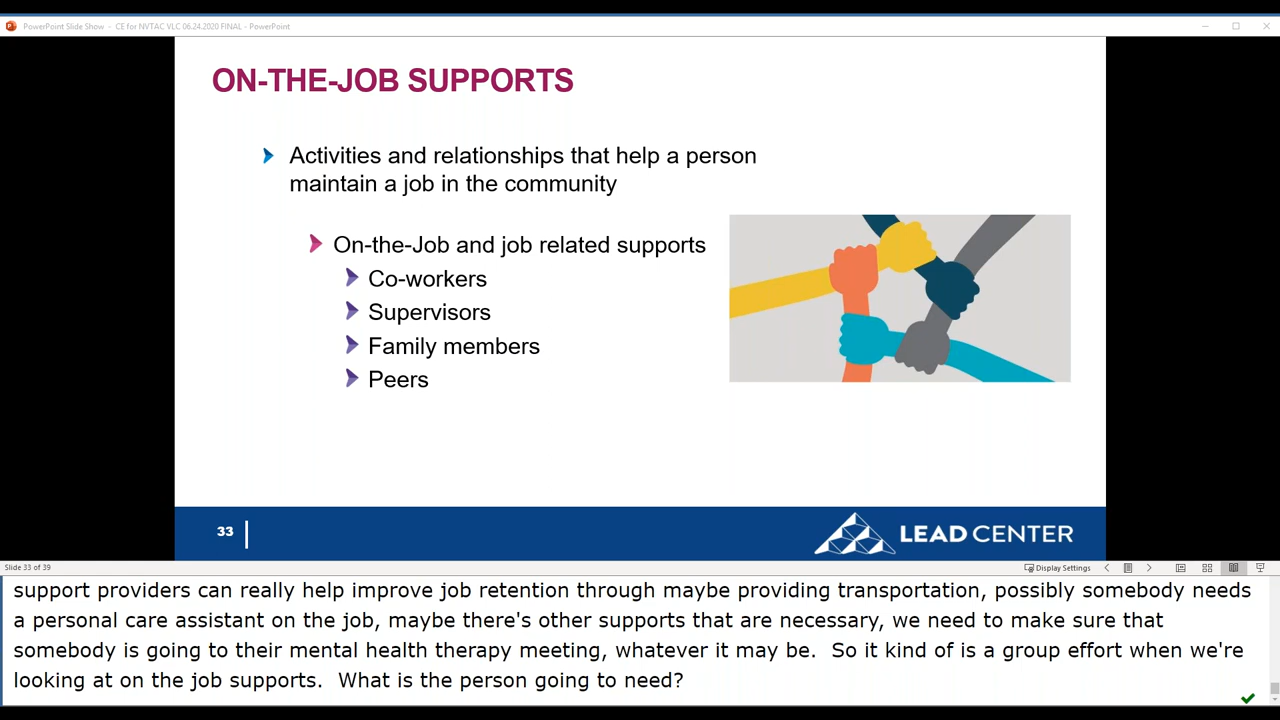 PowerPoint Slide Show - CE for NVTAC VLC 06.24.2020 FINAL - PowerPoint
ON-THE-JOB SUPPORTS
Activities and relationships that help a person
maintain a job in the community
On-the-Job and job related supports
Co-workers
Supervisors
Family members
Peers
33
LEAD CENTER
Slide 33 of 39
Display Settings
support providers can really help improve job retention through maybe providing transportation, possibly somebody needs
a personal care assistant on the job, maybe there's other supports that are necessary, we need to make sure that
somebody is going to their mental health therapy meeting, whatever it may be.  So it kind of is a group effort when we're
looking at on the job supports.  What is the person going to need?